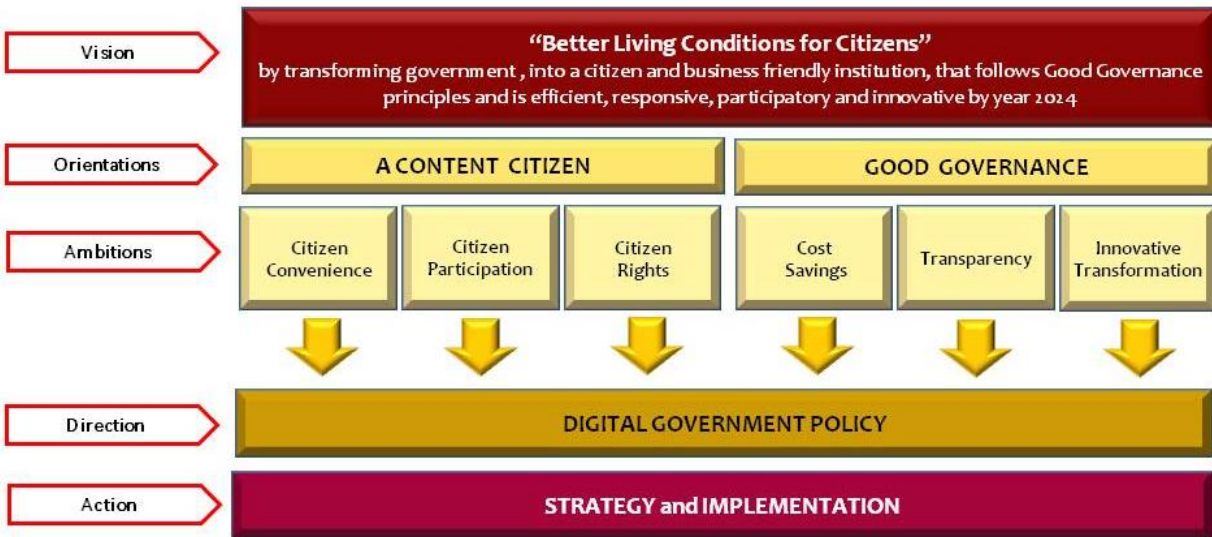 Vision
“Better Living Conditions for Citizens”
by transforming government , into a citizen and business friendly institution, that follows Good Governance
principles and is efficient, responsive, participatory and innovative by year 2024
Orientations
A CONTENT CITIZEN
GOOD GOVERNANCE
Ambitions
Citizen
Convenience
Citizen
Participation
Citizen
Rights
Cost
Savings
Transparency
Innovative
Transformation
Direction
DIGITAL GOVERNMENT POLICY
Action
STRATEGY and IMPLEMENTATION